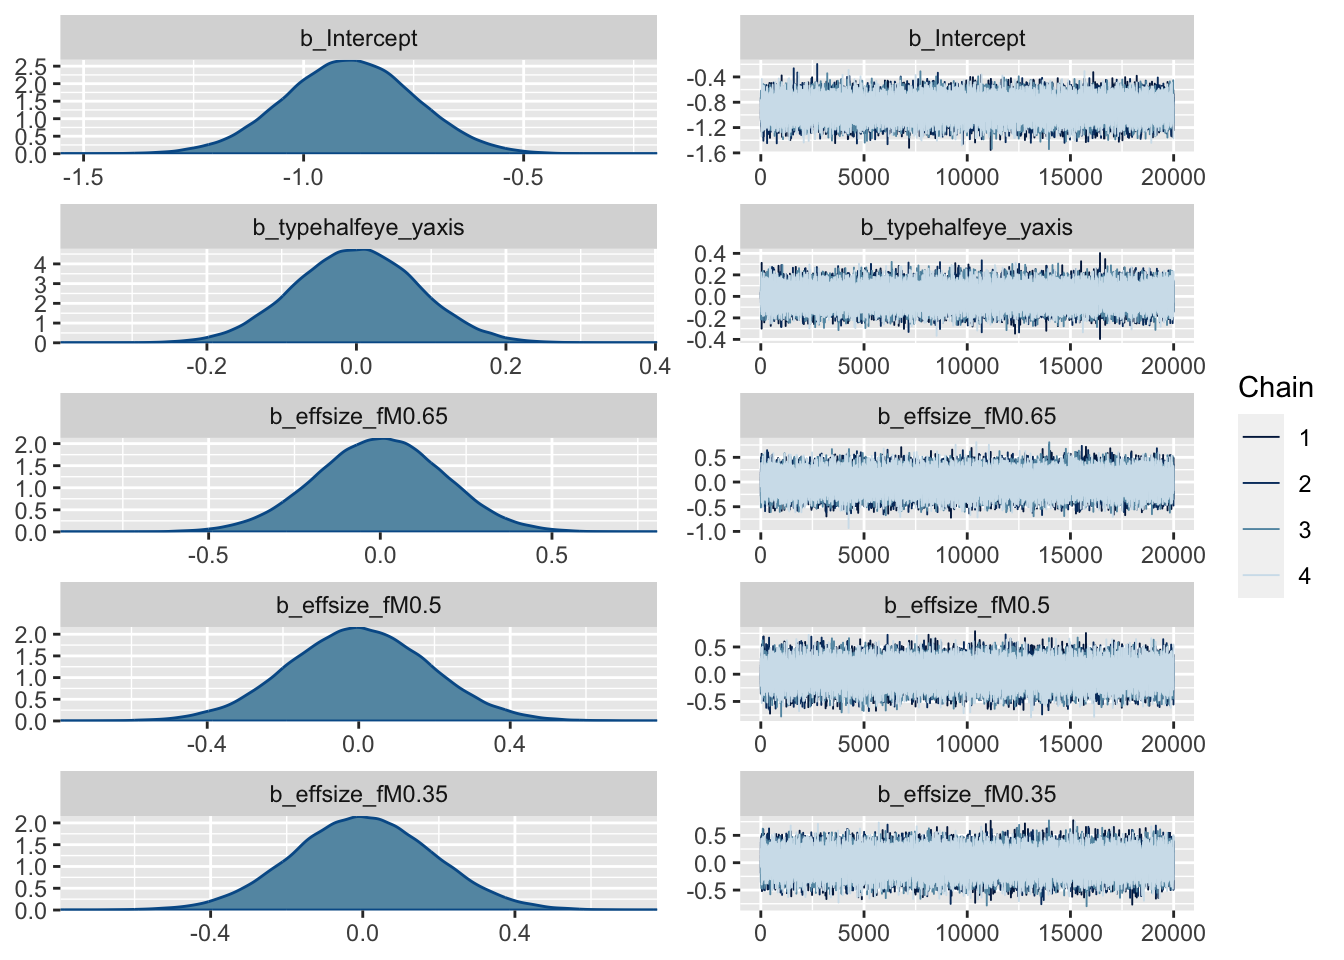 b_Intercept
2.5
2.0
1.5
1.0
0.5
0.0
-1.5 -1.0 -0.5
b_Intercept
-0.4
-0.8
-1.2
-1.6
0 5000 10000 15000 20000
b_typehalfeye_yaxis
4
3
2
1
0
-0.2 0.0 0.2 0.4
b_typehalfeye_yaxis
0.4
0.2
0.0
-0.2
-0.4
0 5000 10000 15000 20000
b_effsize_fM0.65
2.0
1.5
1.0
0.5
0.0
-0.5 0.0 0.5
b_effsize_fM0.65
0.5
0.0
-0.5
-1.0
0 5000 10000 15000 20000
b_effsize_fM0.5
2.0
1.5
1.0
0.5
0.0
-0.4 0.0 0.4
b_effsize_fM0.5
0.5
0.0
-0.5
0 5000 10000 15000 20000
b_effsize_fM0.35
2.0
1.5
1.0
0.5
0.0
-0.4 0.0 0.4
b_effsize_fM0.35
0.5
0.0
-0.5
0 5000 10000 15000 20000
Chain
1
2
3
4